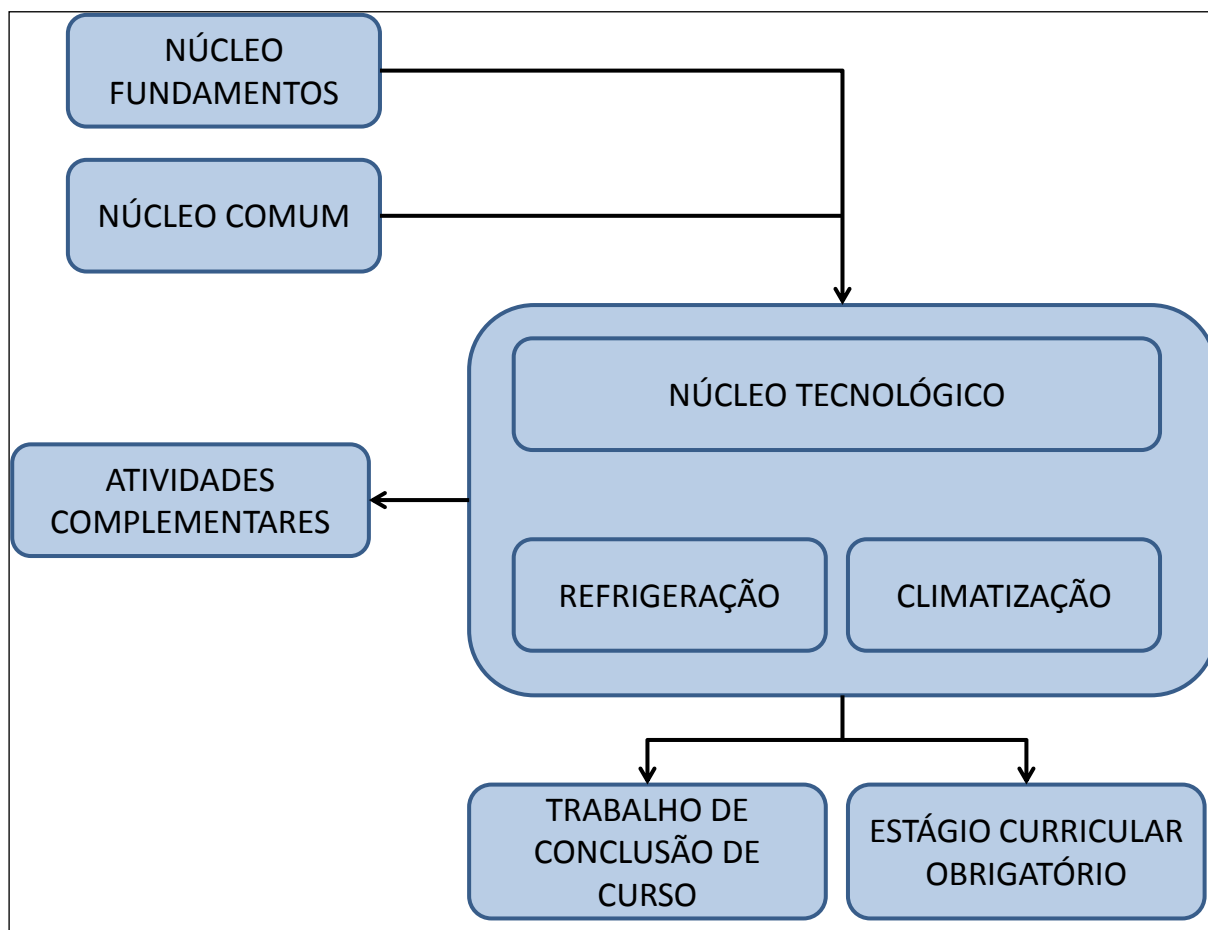 NÚCLEO
FUNDAMENTOS
NÚCLEO COMUM
NÚCLEO TECNOLÓGICO
ATIVIDADES
COMPLEMENTARES
REFRIGERAÇÃO
CLIMATIZAÇÃO
TRABALHO DE
CONCLUSÃO DE
CURSO
ESTÁGIO CURRICULAR
OBRIGATÓRIO